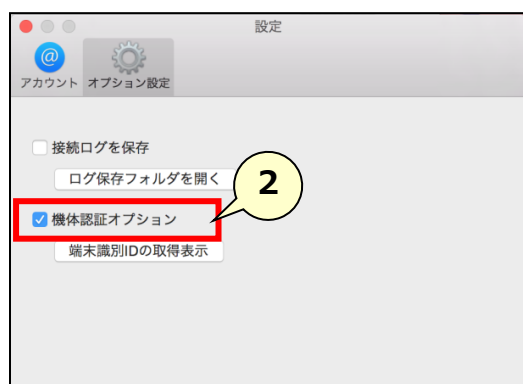 設定
@
アカウント オプション設定
接続ログを保存
ログ保存フォルダを開く
2
機体認証オプション
端末識別IDの取得表示